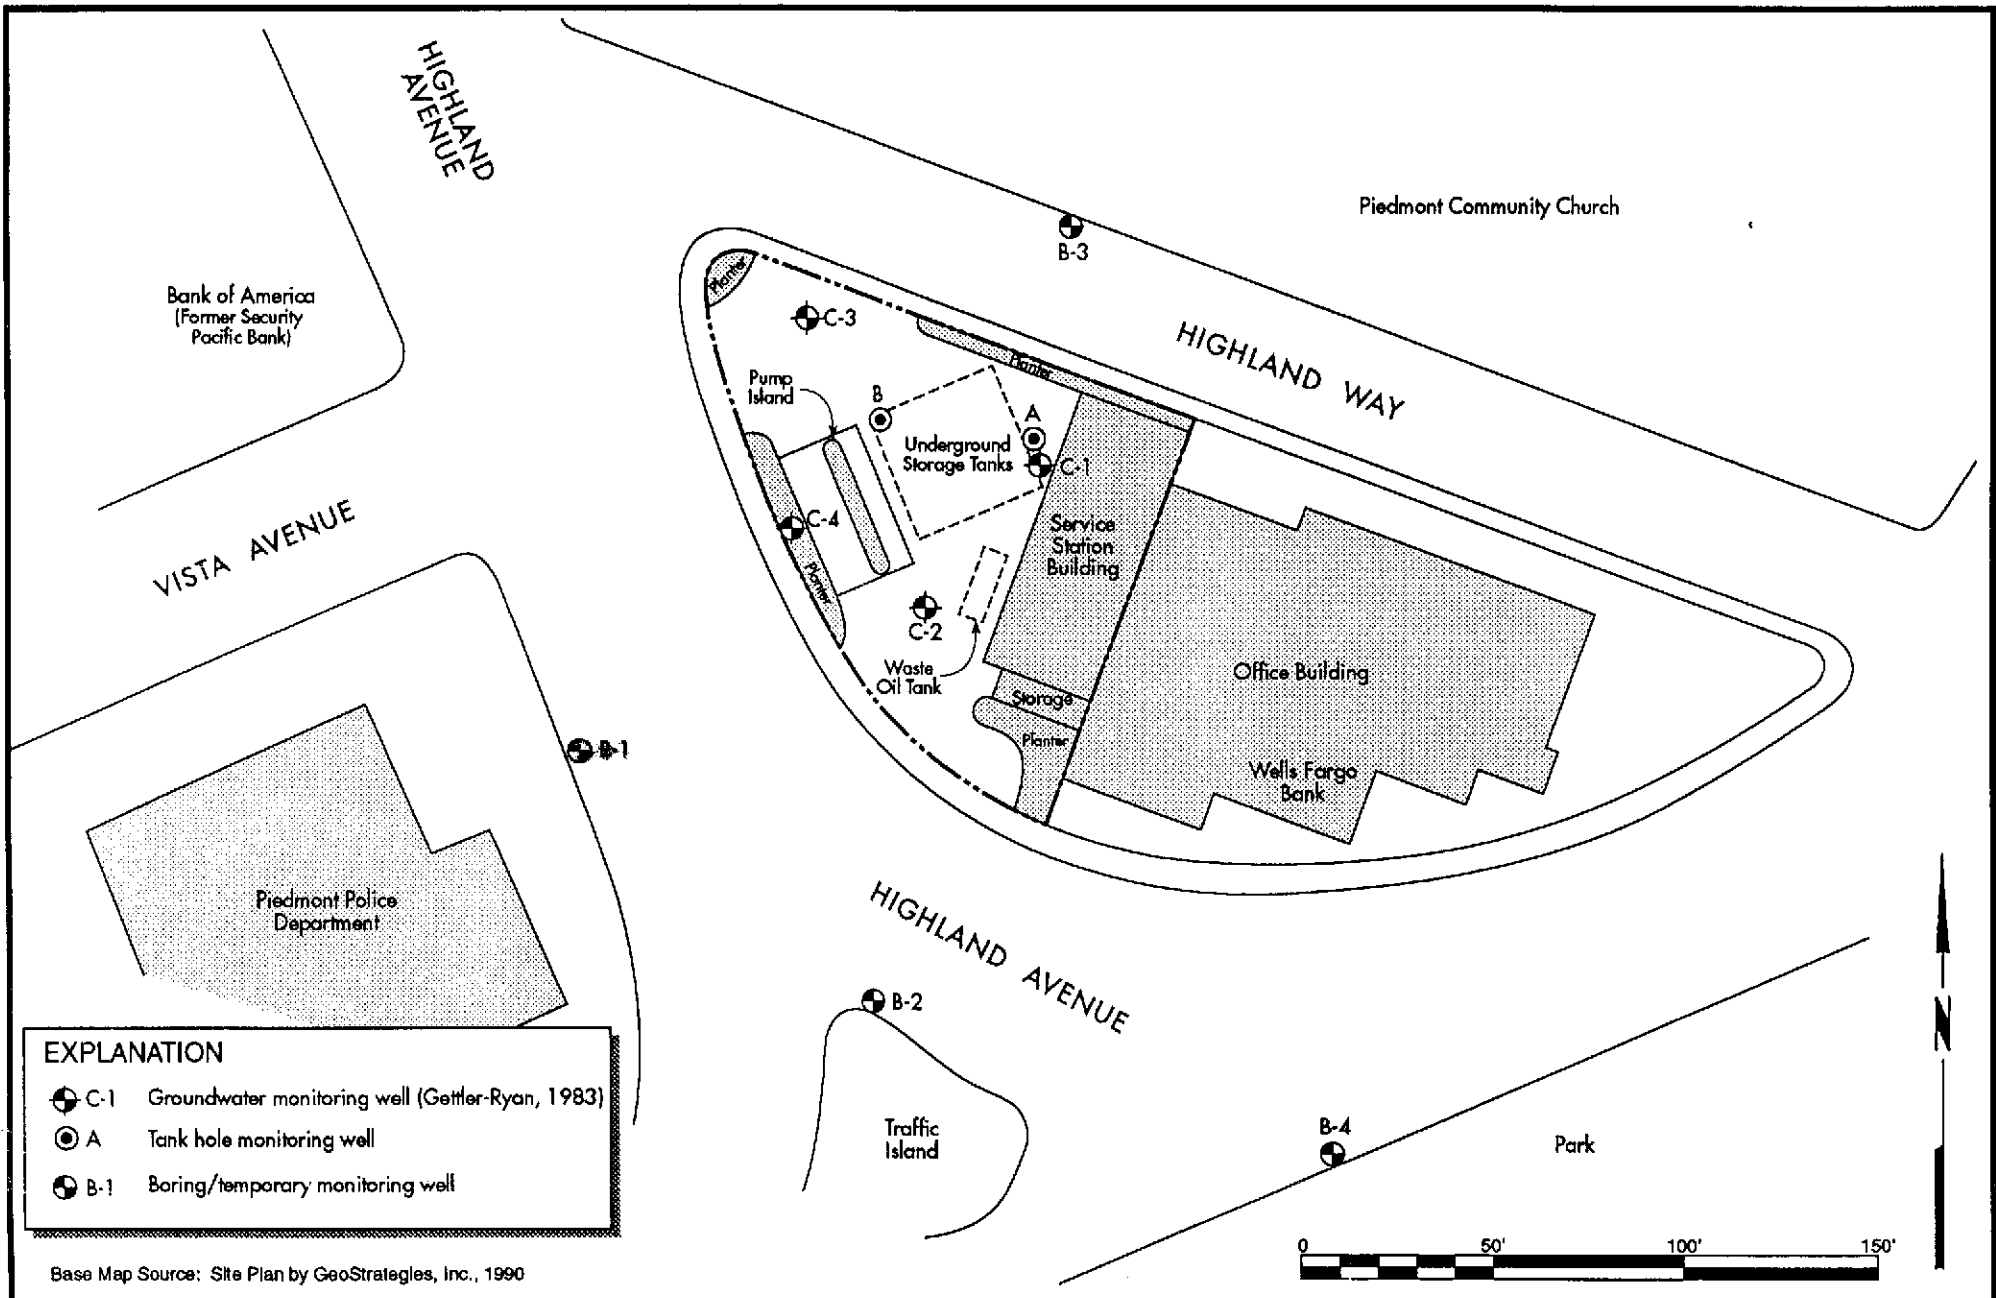 HIGHLAND
AVENUE
Piedmont Community Church
B-3
Bank of America
(Former Security
Pacific Bank)
Planter
C-3
HIGHLAND WAY
Planter
Pump
Island
B
A
Underground
Storage Tanks
C-1
VISTA AVENUE
C-4
Service
Station
Building
Planter
C-2
Waste
Oil Tank
Office Building
Storage
Planter
B-1
Wells Fargo
Bank
Piedmont Police
Department
HIGHLAND AVENUE
B-2
N
Traffic
Island
B-4
Park
EXPLANATION
C-1 Groundwater monitoring well (Gettler-Ryan, 1983)
A Tank hole monitoring well
B-1 Boring/temporary monitoring well
0 50' 100' 150'
Base Map Source: Site Plan by GeoStrategies, Inc., 1990